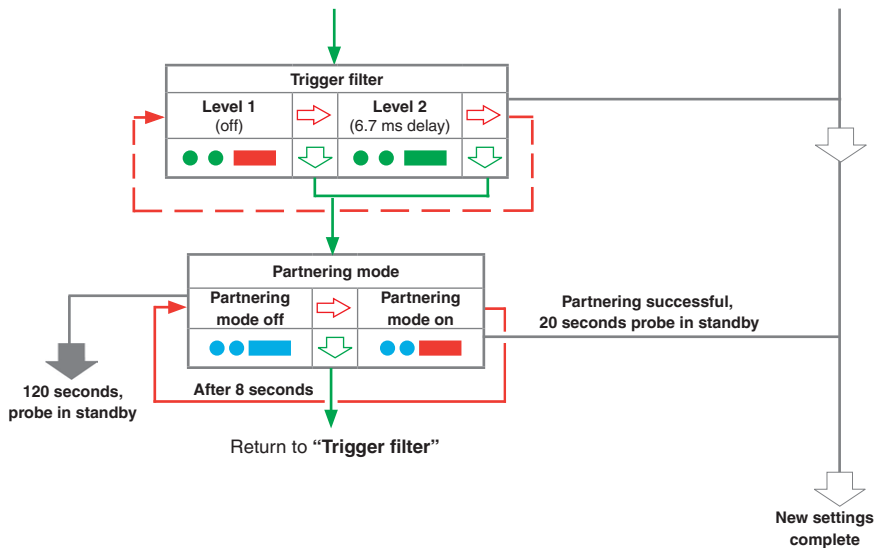 Trigger filter
Level 1
(off)
Level 2
(6.7 ms delay)
Partnering mode
Partnering
mode off
Partnering
mode on
Partnering successful,
20 seconds probe in standby
After 8 seconds
120 seconds,
probe in standby
Return to “Trigger filter”
New settings
complete